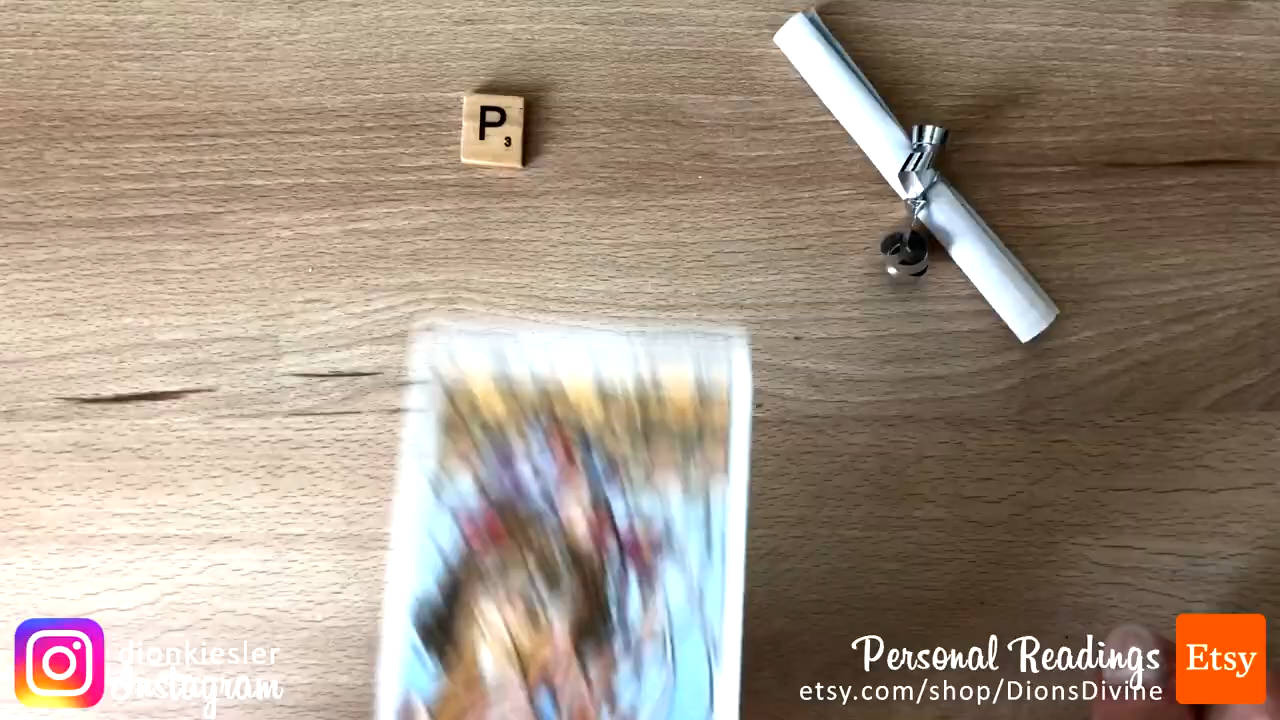 P
3
dionkiesler
Instagram
Personal Readings
etsy.com/shop/DionsDivine
Etsy